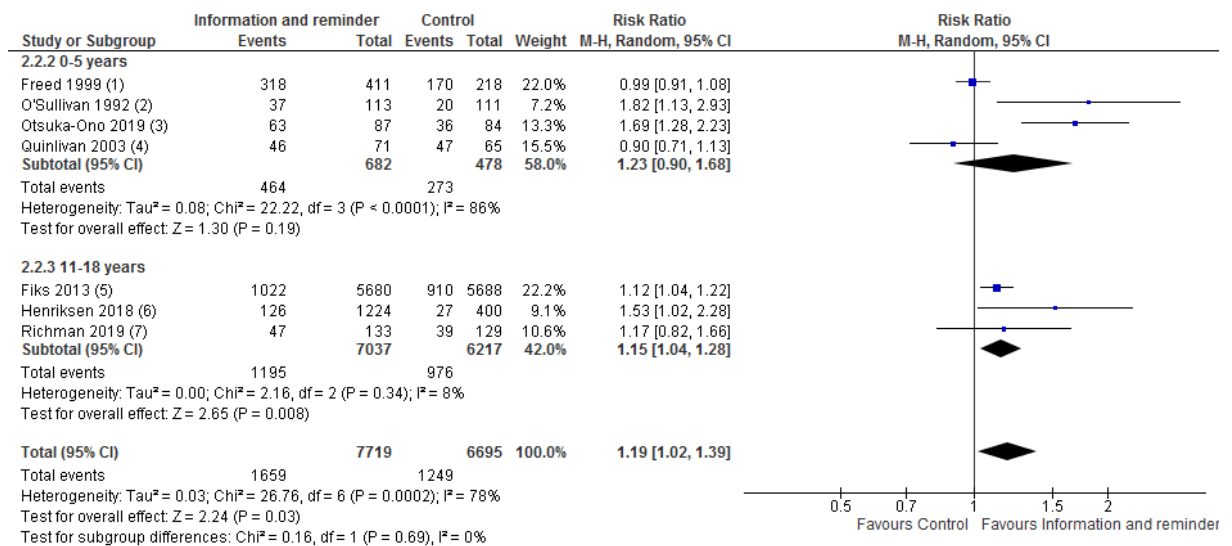 Information and reminder Control Risk Ratio Risk Ratio
Study or Subgroup Events Total Events Total Weight M-H, Random, 95% CI M-H, Random, 95% CI
2.2.2 0-5 years
Freed 1999 (1) 318 411 170 218 22.0% 0.99 [0.91, 1.08]
O'Sullivan 1992 (2) 37 113 20 111 7.2% 1.82 [1.13, 2.93]
Otsuka-Ono 2019 (3) 63 87 36 84 13.3% 1.69 [1.28, 2.23]
Quinlivan 2003 (4) 46 71 47 65 15.5% 0.90 [0.71, 1.13]
Subtotal (95% CI) 682 478 58.0% 1.23 [0.90, 1.68]
Total events 464 273
Heterogeneity: Tau² = 0.08; Chi² = 22.22, df = 3 (P < 0.0001); I² = 86%
Test for overall effect: Z = 1.30 (P = 0.19)
2.2.3 11-18 years
Fiks 2013 (5) 1022 5680 910 5688 22.2% 1.12 [1.04, 1.22]
Henriksen 2018 (6) 126 1224 27 400 9.1% 1.53 [1.02, 2.28]
Richman 2019 (7) 47 133 39 129 10.6% 1.17 [0.82, 1.66]
Subtotal (95% CI) 7037 6217 42.0% 1.15 [1.04, 1.28]
Total events 1195 976
Heterogeneity: Tau² = 0.00; Chi² = 2.16, df = 2 (P = 0.34); I² = 8%
Test for overall effect: Z = 2.65 (P = 0.008)
Total (95% CI) 7719 6695 100.0% 1.19 [1.02, 1.39]
Total events 1659 1249
Heterogeneity: Tau² = 0.03; Chi² = 26.76, df = 6 (P = 0.0002); I² = 78%
Test for overall effect: Z = 2.24 (P = 0.03)
Test for subgroup differences: Chi² = 0.16, df = 1 (P = 0.69), I² = 0%
0.5 0.7 1 1.5 2
Favours Control Favours Information and reminder